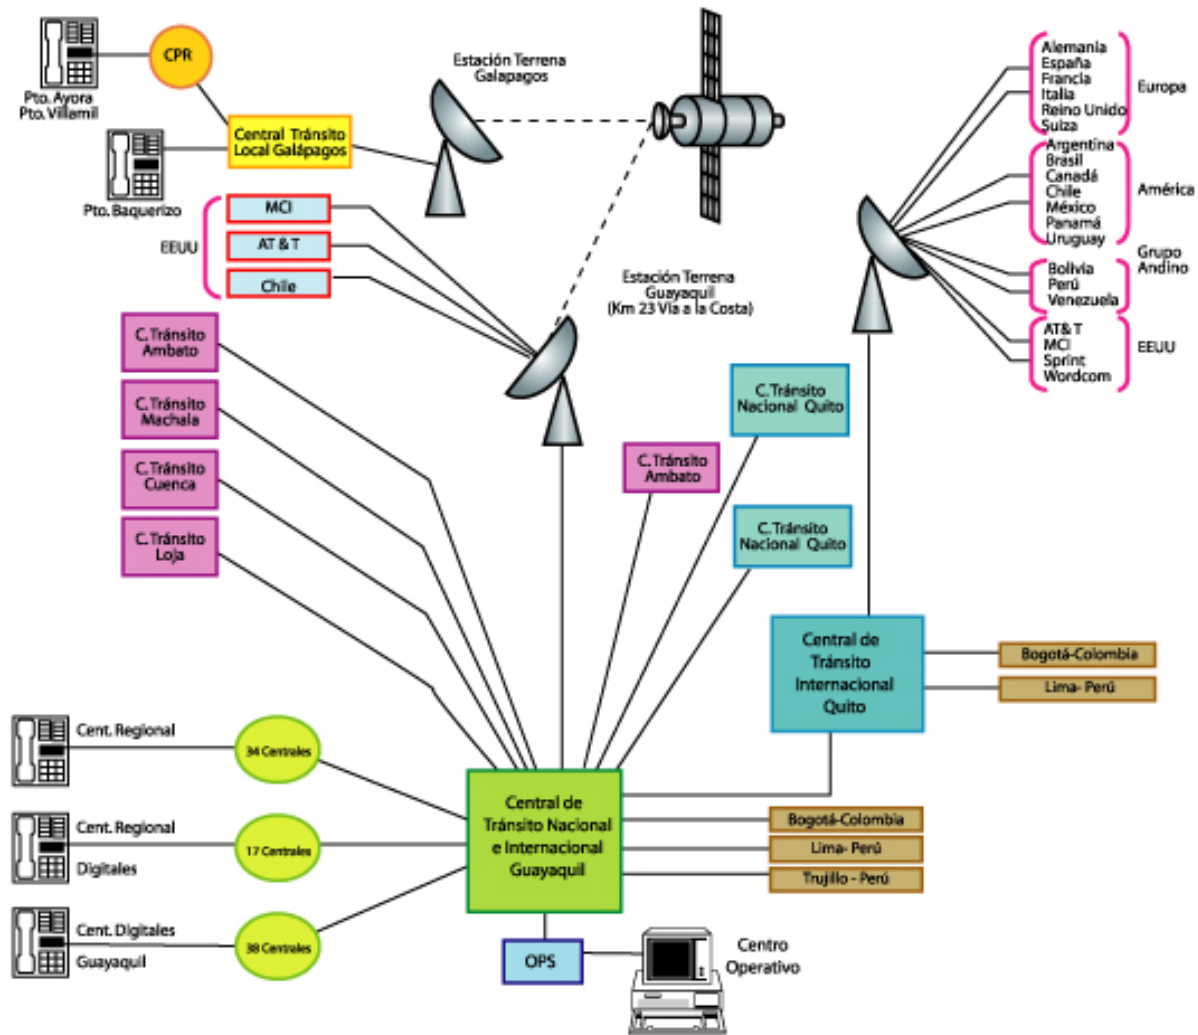 CPR
Pto. Ayora
Pto. Villamil
Central Tránsito
Local Galápagos
Pto. Baquerizo
Estación Terrena
Galapagos
EEUU
MCI
AT & T
Chile
Estación Terrena
Guayaquil
(Km 23 Vía a la Costa)
Alemania
España
Francia
Italia
Reino Unido
Suiza
Europa
Argentina
Brasil
Canadá
Chile
México
Panamá
Uruguay
América
Grupo
Andino
Bolivia
Perú
Venezuela
AT& T
MCI
Sprint
Wordcom
EEUU
C. Tránsito
Ambato
C. Tránsito
Machala
C. Tránsito
Cuenca
C. Tránsito
Loja
C. Tránsito
Ambato
C. Tránsito
Nacional Quito
C. Tránsito
Nacional Quito
Central de
Tránsito
Internacional
Quito
Bogotá-Colombia
Lima- Perú
Cent. Regional
34 Centrales
Cent. Regional
Digitales
17 Centrales
Cent. Digitales
Guayaquil
38 Centrales
Central de
Tránsito Nacional
e Internacional
Guayaquil
Bogotá-Colombia
Lima- Perú
Trujillo - Perú
OPS
Centro
Operativo